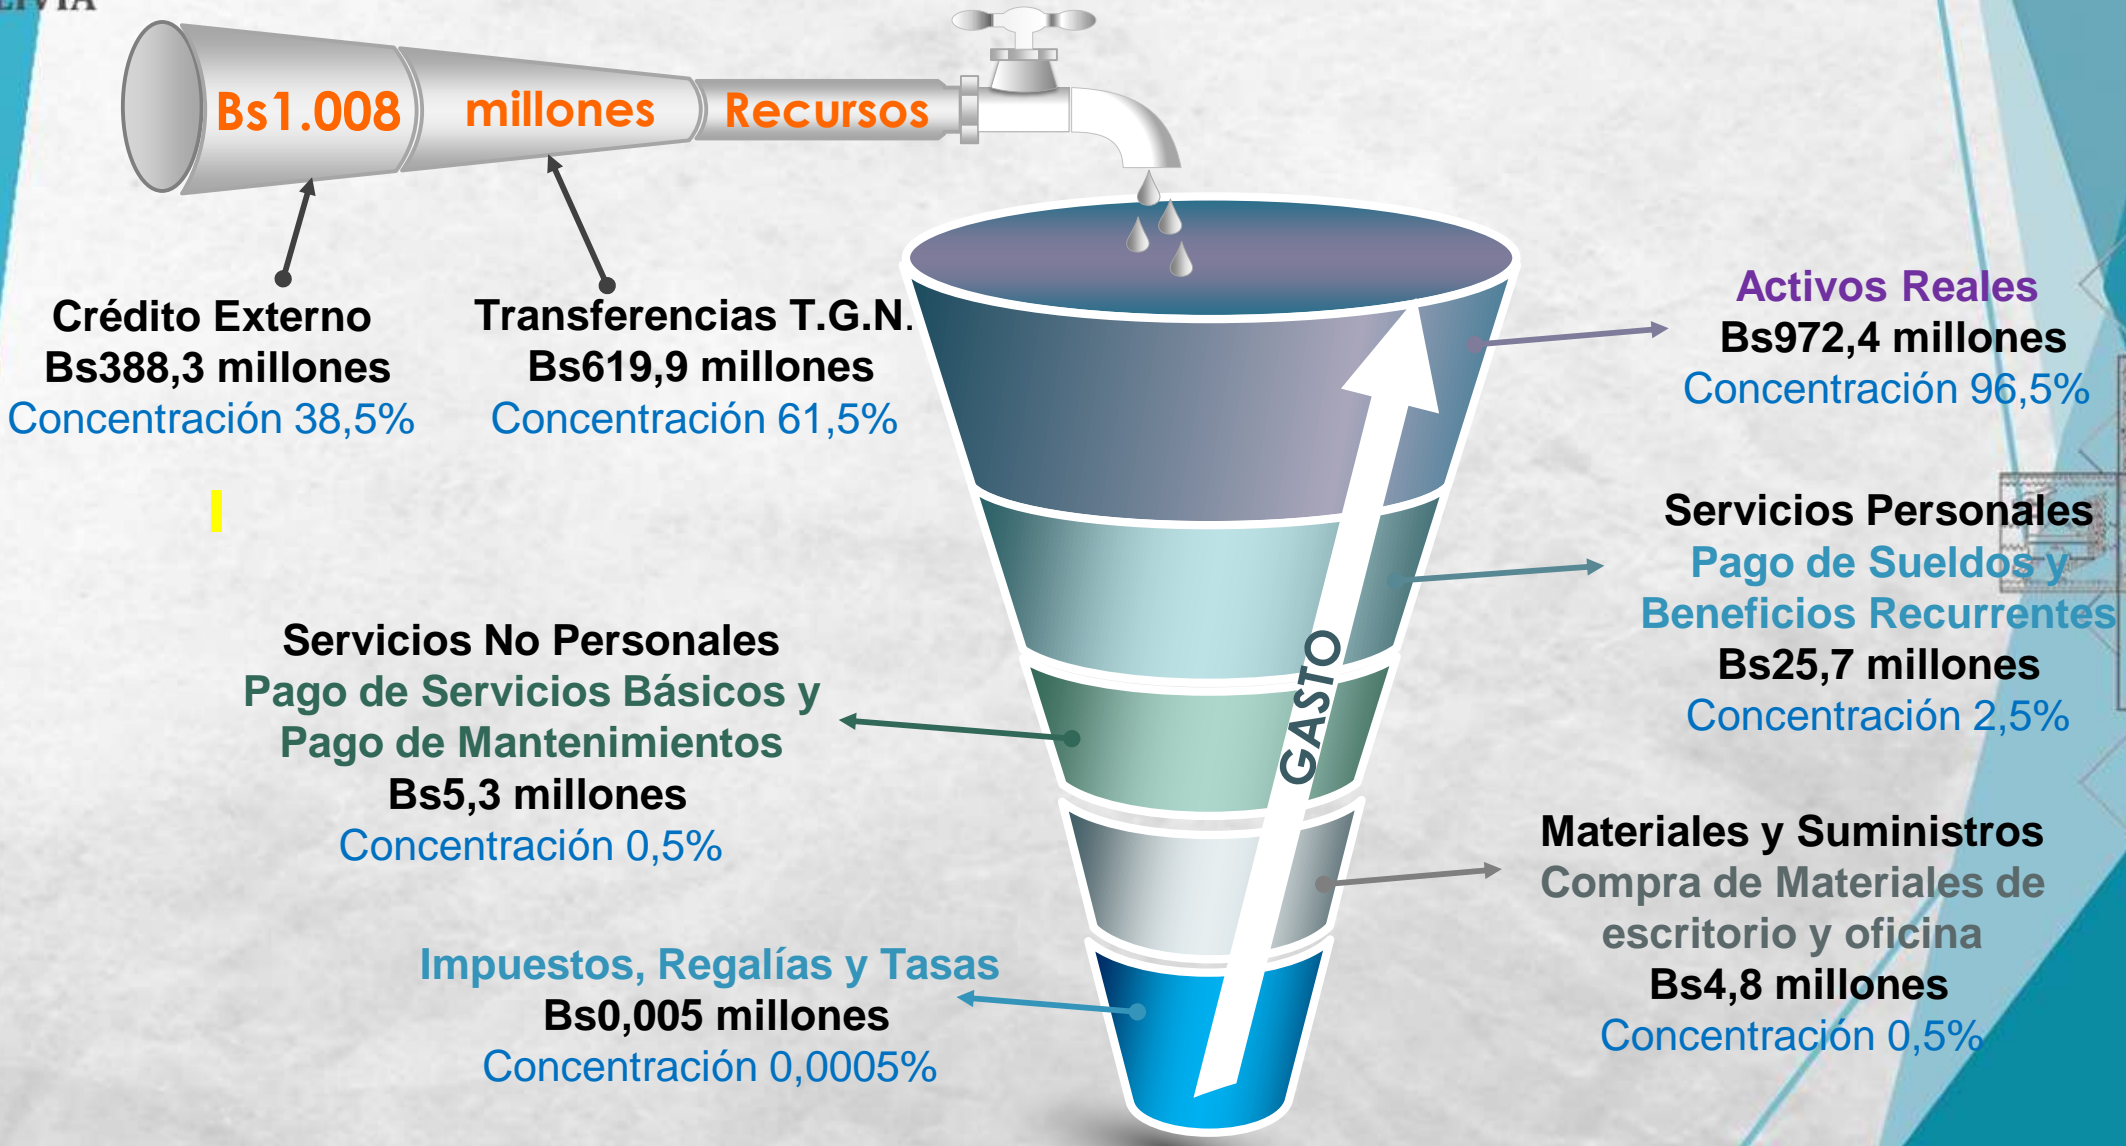 Bs1.008 millones Recursos
Crédito Externo
Bs388,3 millones
Concentración 38,5%
Transferencias T.G.N.
Bs619,9 millones
Concentración 61,5%
Activos Reales
Bs972,4 millones
Concentración 96,5%
Servicios Personales
Pago de Sueldos y
Beneficios Recurrentes
Bs25,7 millones
Concentración 2,5%
Servicios No Personales
Pago de Servicios Básicos y
Pago de Mantenimientos
Bs5,3 millones
Concentración 0,5%
GASTO
Materiales y Suministros
Compra de Materiales de
escritorio y oficina
Bs4,8 millones
Concentración 0,5%
Impuestos, Regalías y Tasas
Bs0,005 millones
Concentración 0,0005%